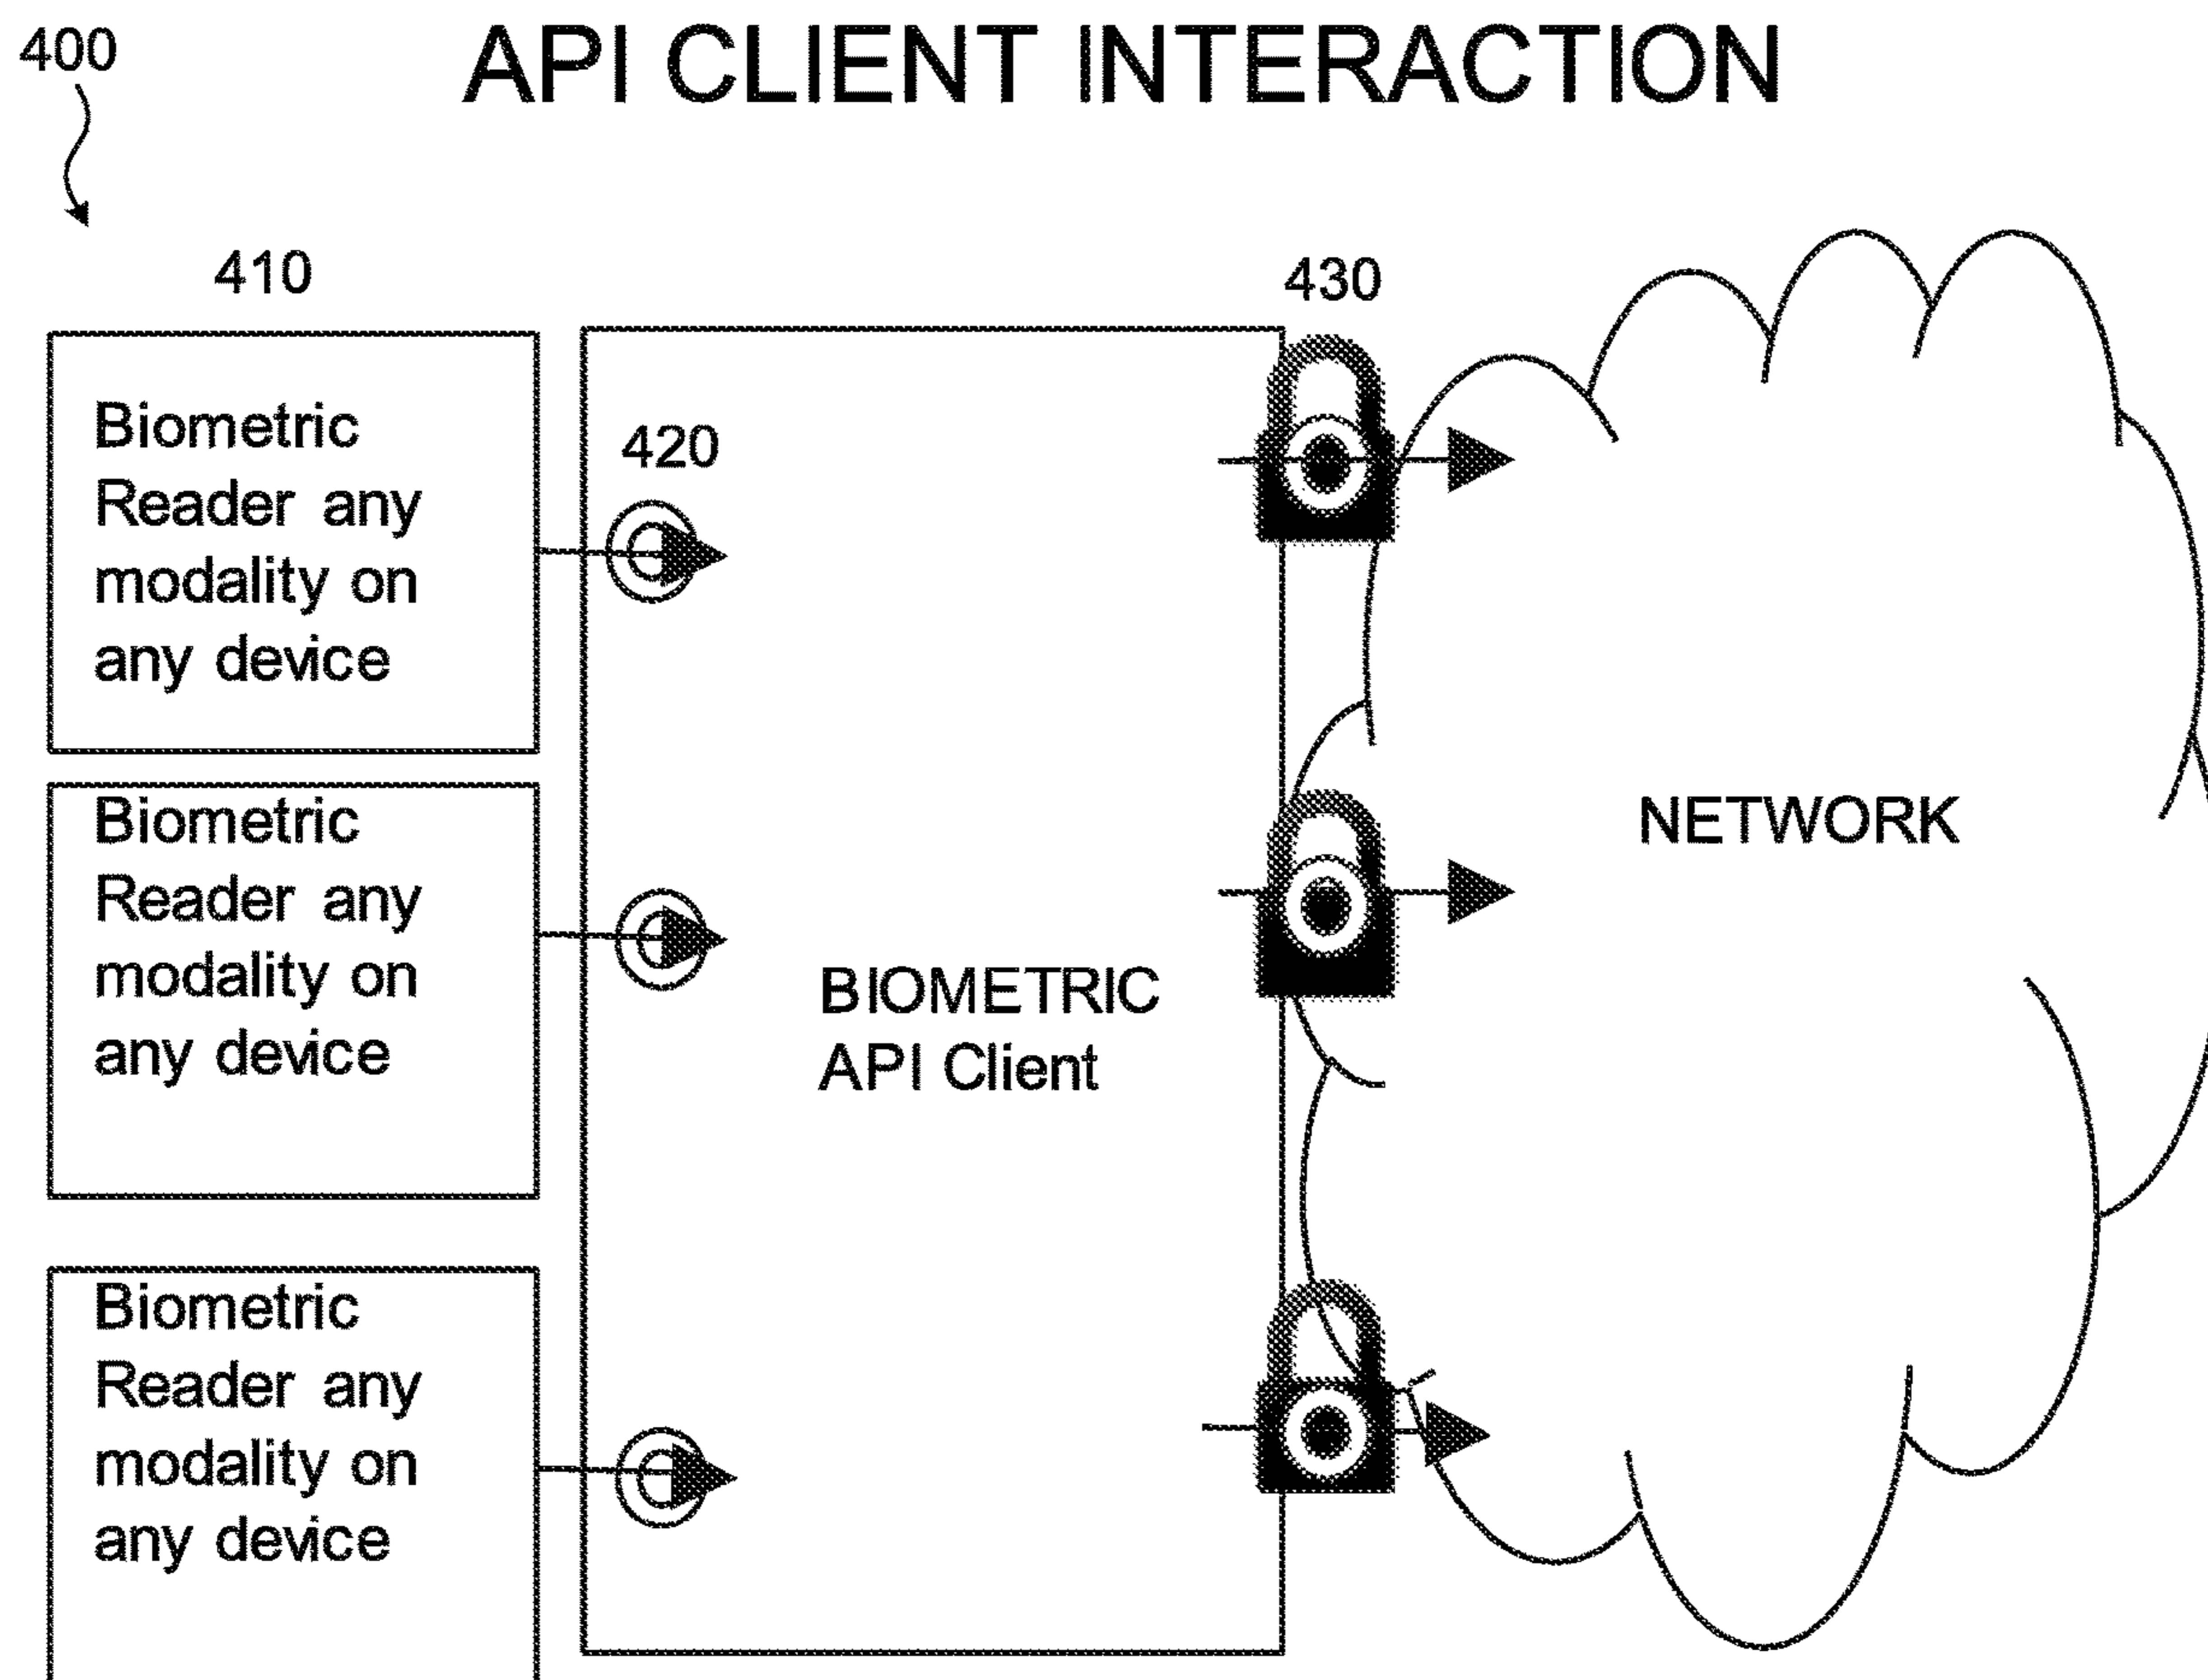 400
API CLIENT INTERACTION
410
430
Biometric
Reader any
modality on
any device
420
Biometric
Reader any
modality on
any device
BIOMETRIC
API Client
NETWORK
Biometric
Reader any
modality on
any device